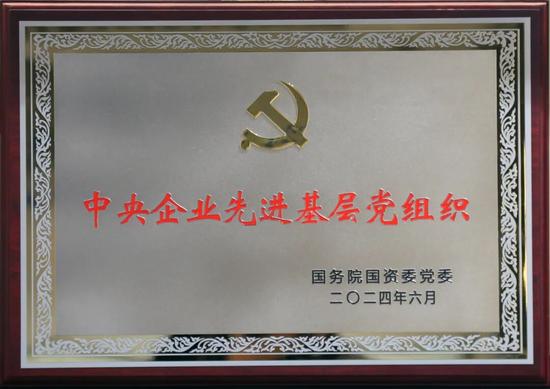 中央企业先进基层党组织
国务院国资委党委
二〇二四年六月